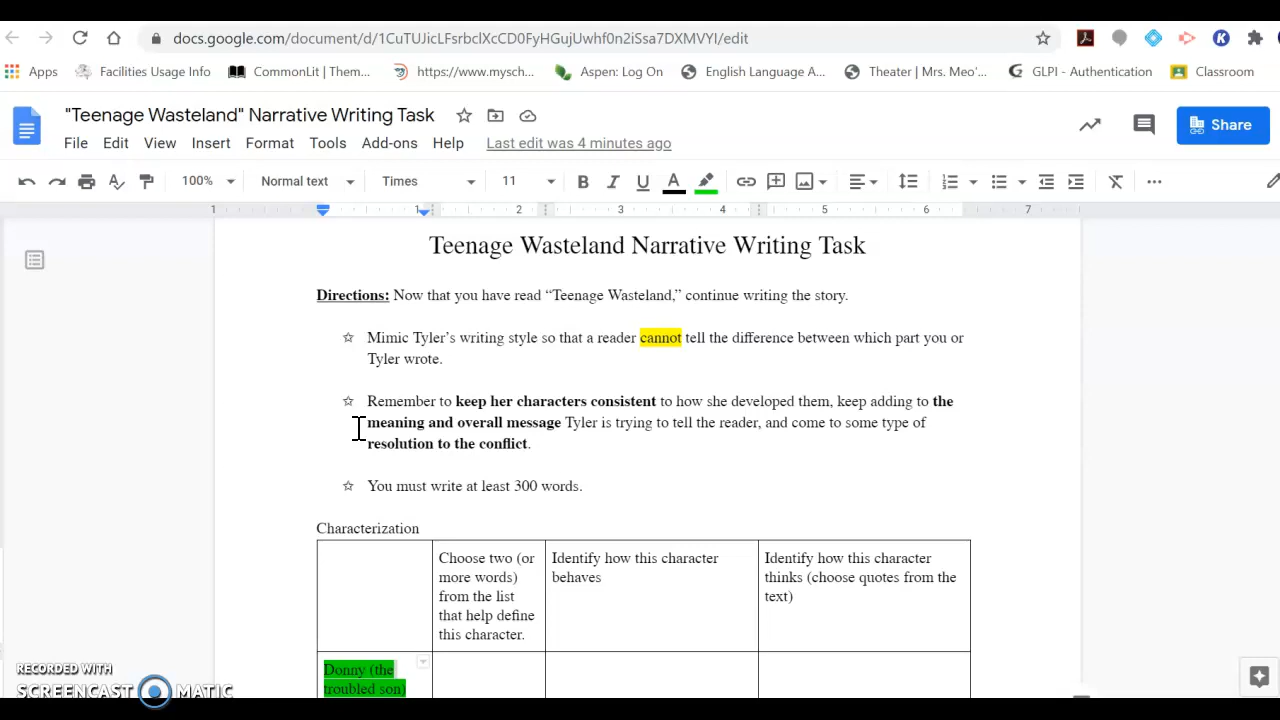 docs.google.com/document/d/1CuTUJicLFsrbclXcCD0FyHGujUwhf0n2iSsa7DXMVYI/edit
Apps Facilities Usage Info CommonLit | Them... https://www.mysch... Aspen: Log On English Language A... Theater | Mrs. Meo'... GLPI - Authentication Classroom
"Teenage Wasteland" Narrative Writing Task
File Edit View Insert Format Tools Add-ons Help Last edit was 4 minutes ago
Share
100% Normal text Times 11 B I U A
1 1 2 3 4 5 6 7
Teenage Wasteland Narrative Writing Task
Directions: Now that you have read “Teenage Wasteland,” continue writing the story.
☆ Mimic Tyler’s writing style so that a reader cannot tell the difference between which part you or
Tyler wrote.
☆ Remember to keep her characters consistent to how she developed them, keep adding to the
meaning and overall message Tyler is trying to tell the reader, and come to some type of
resolution to the conflict.
☆ You must write at least 300 words.
Characterization
Choose two (or
more words)
from the list
that help define
this character.
Identify how this character
behaves
Identify how this character
thinks (choose quotes from the
text)
Donny (the
troubled son)
RECORDED WITH
SCREENCAST MATIC